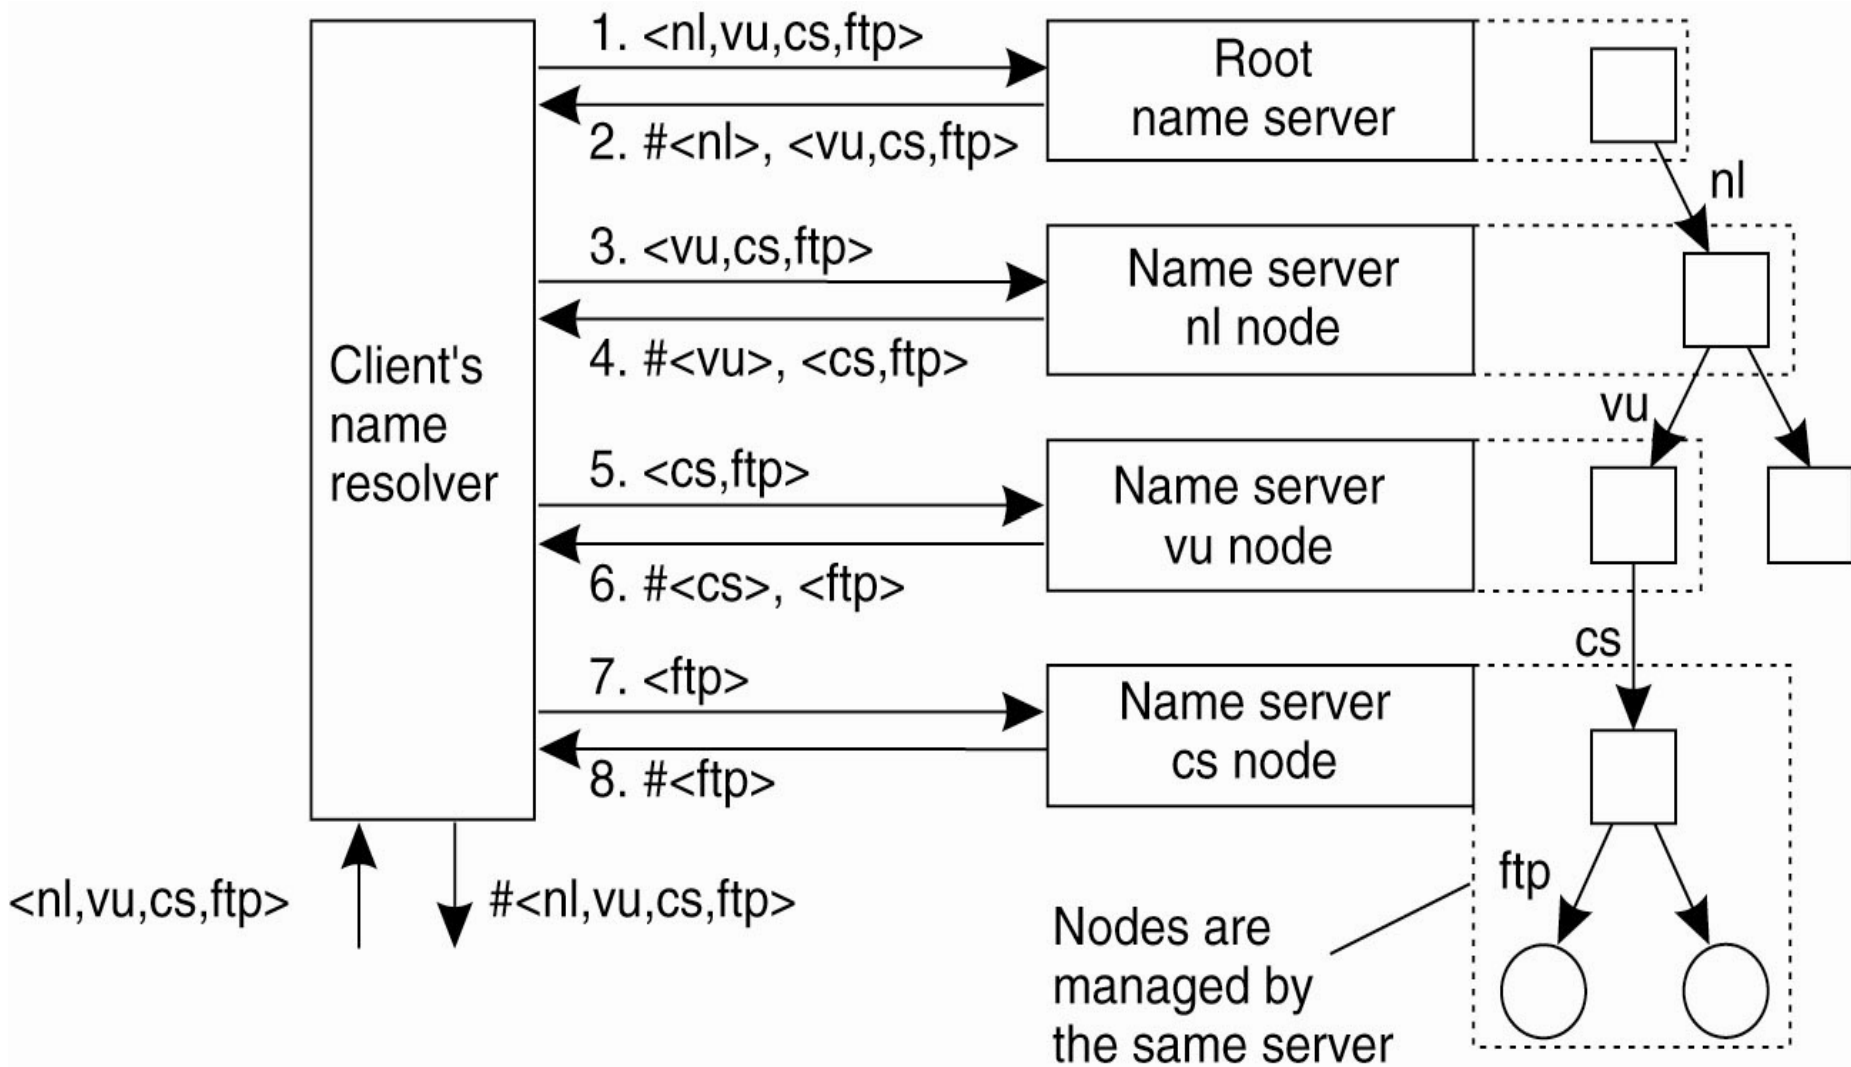 1. <nl,vu,cs,ftp>
Root
name server
2. #<nl>, <vu,cs,ftp>
nl
3. <vu,cs,ftp>
Name server
nl node
4. #<vu>, <cs,ftp>
vu
Client's
name
resolver
5. <cs,ftp>
Name server
vu node
6. #<cs>, <ftp>
cs
7. <ftp>
Name server
cs node
8. #<ftp>
ftp
<nl,vu,cs,ftp>
#<nl,vu,cs,ftp>
Nodes are
managed by
the same server